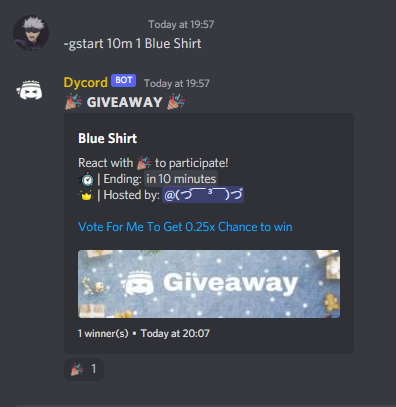 Today at 19:57
-gstart 10m 1 Blue Shirt
Dycord BOT Today at 19:57
🎉 GIVEAWAY 🎉
Blue Shirt
React with 🎉 to participate!
⏱ | Ending: in 10 minutes
👑 | Hosted by: @(づ ̄ ³ ̄)づ
Vote For Me To Get 0.25x Chance to win
Giveaway
1 winner(s) • Today at 20:07
🎉 1